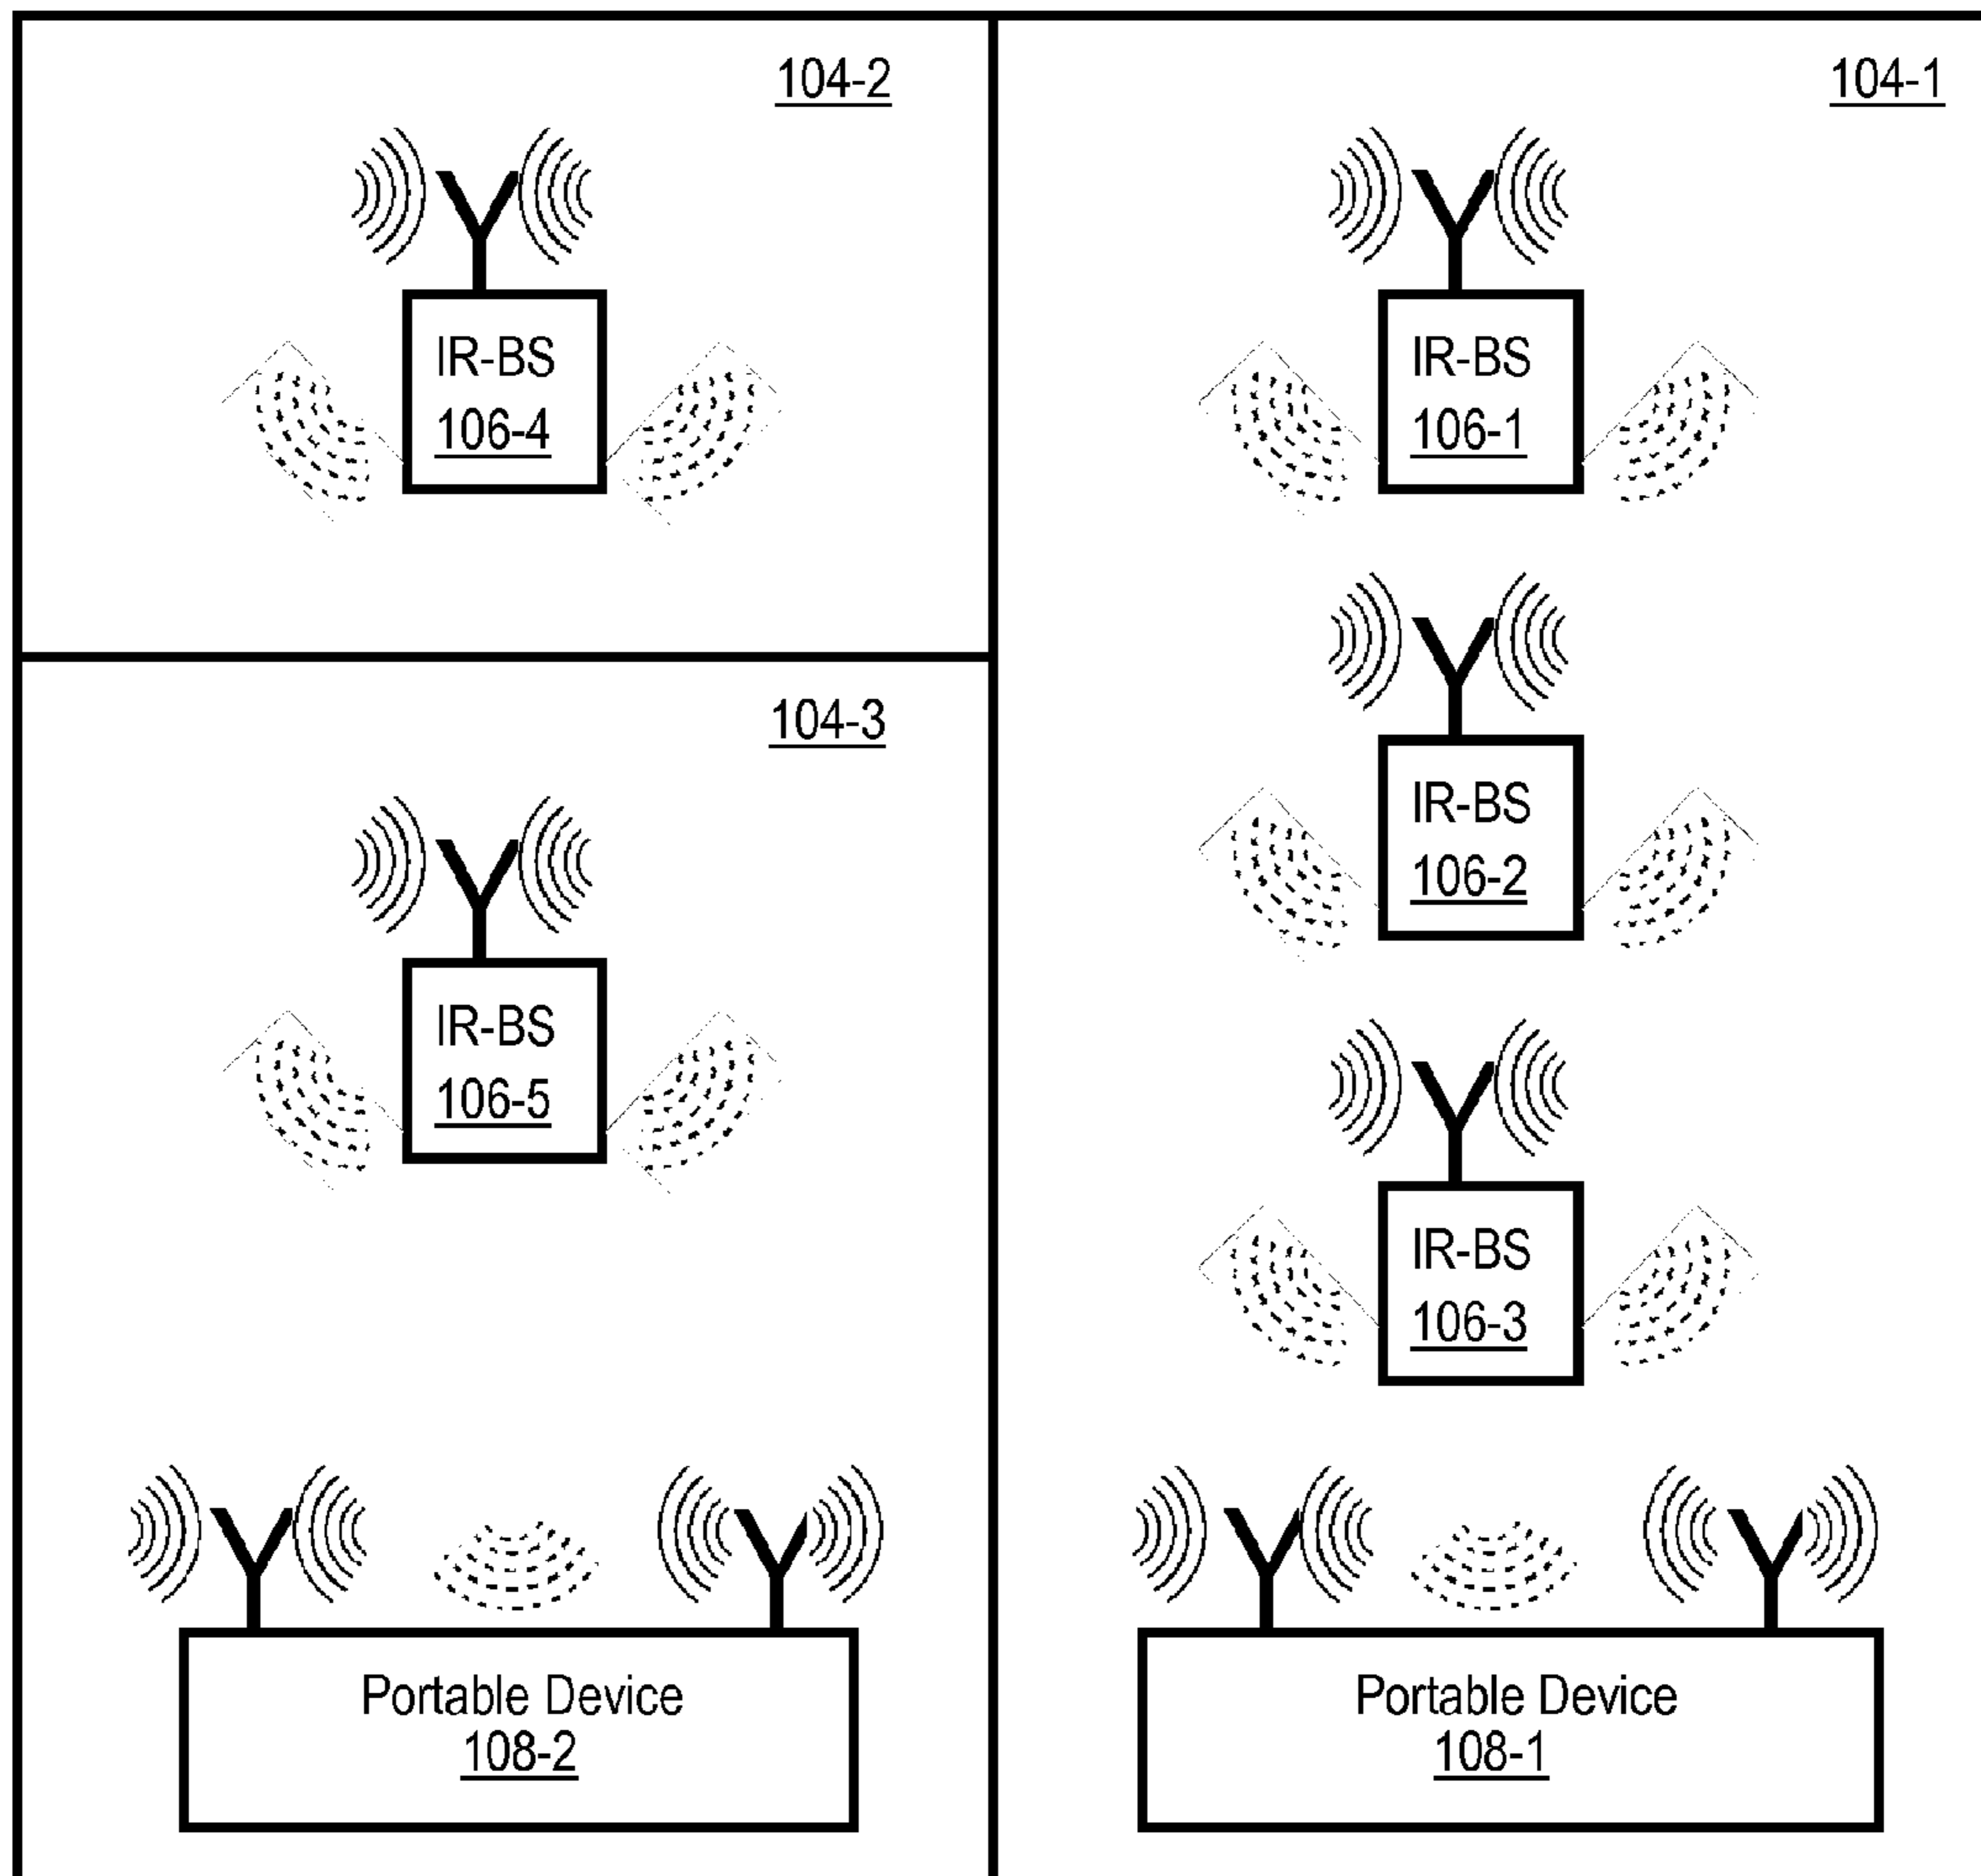 104-2
IR-BS
106-4
104-3
IR-BS
106-5
Portable Device
108-2
104-1
IR-BS
106-1
IR-BS
106-2
IR-BS
106-3
Portable Device
108-1